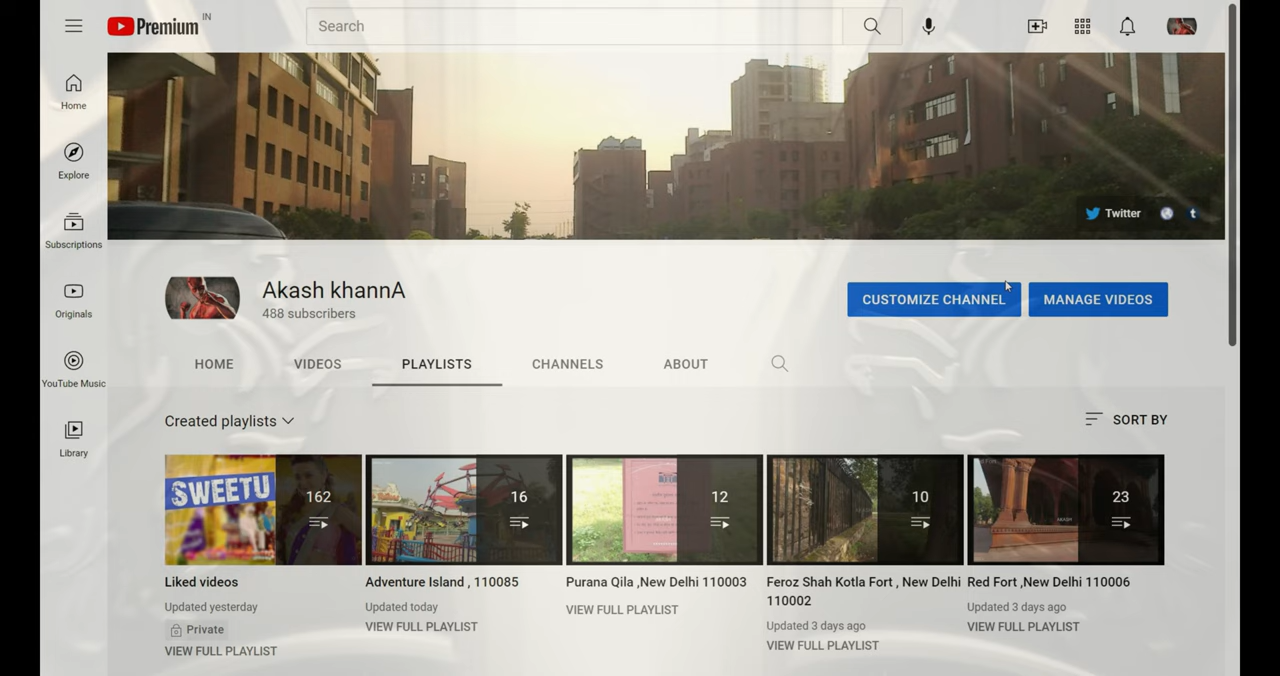 Premium IN
Search
Home
Explore
Subscriptions
Originals
YouTube Music
Library
Twitter
Akash khannA
488 subscribers
CUSTOMIZE CHANNEL
MANAGE VIDEOS
HOME
VIDEOS
PLAYLISTS
CHANNELS
ABOUT
Created playlists
SORT BY
SWEETU
162
16
12
10
23
Liked videos
Updated yesterday
Private
VIEW FULL PLAYLIST
Adventure Island , 110085
Updated today
VIEW FULL PLAYLIST
Purana Qila ,New Delhi 110003
VIEW FULL PLAYLIST
Feroz Shah Kotla Fort , New Delhi
110002
Updated 3 days ago
VIEW FULL PLAYLIST
Red Fort ,New Delhi 110006
Updated 3 days ago
VIEW FULL PLAYLIST